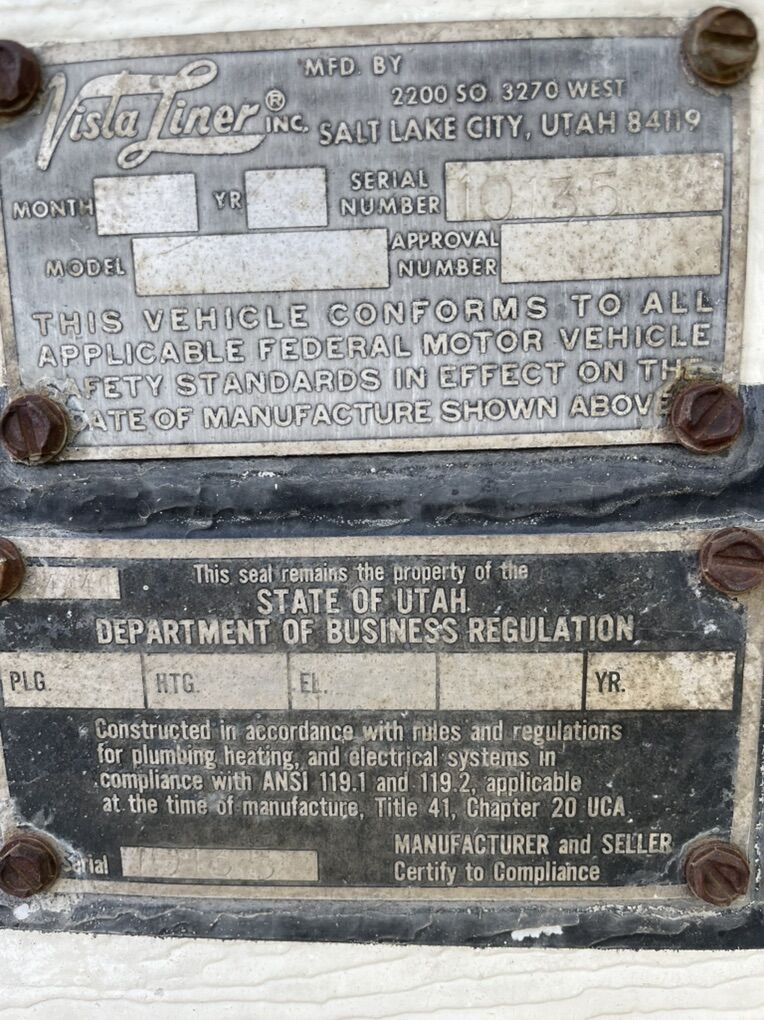 Vista Liner® INC.
MFD. BY
2200 SO. 3270 WEST
SALT LAKE CITY, UTAH 84119
MONTH YR SERIAL NUMBER 10135
MODEL APPROVAL NUMBER
THIS VEHICLE CONFORMS TO ALL
APPLICABLE FEDERAL MOTOR VEHICLE
SAFETY STANDARDS IN EFFECT ON THE
DATE OF MANUFACTURE SHOWN ABOVE
This seal remains the property of the
STATE OF UTAH
DEPARTMENT OF BUSINESS REGULATION
PLG. HTG. EL. YR.
Constructed in accordance with rules and regulations
for plumbing heating, and electrical systems in
compliance with ANSI 119.1 and 119.2, applicable
at the time of manufacture, Title 41, Chapter 20 UCA
MANUFACTURER and SELLER
Serial Certify to Compliance